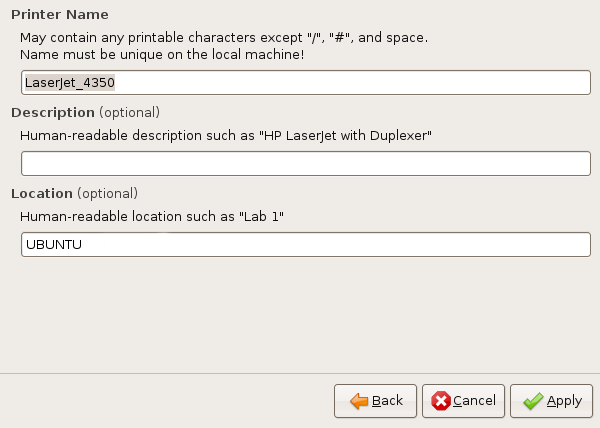 Printer Name
May contain any printable characters except "/", "#", and space.
Name must be unique on the local machine!
LaserJet_4350
Description (optional)
Human-readable description such as "HP LaserJet with Duplexer"
Location (optional)
Human-readable location such as "Lab 1"
UBUNTU
Back Cancel Apply